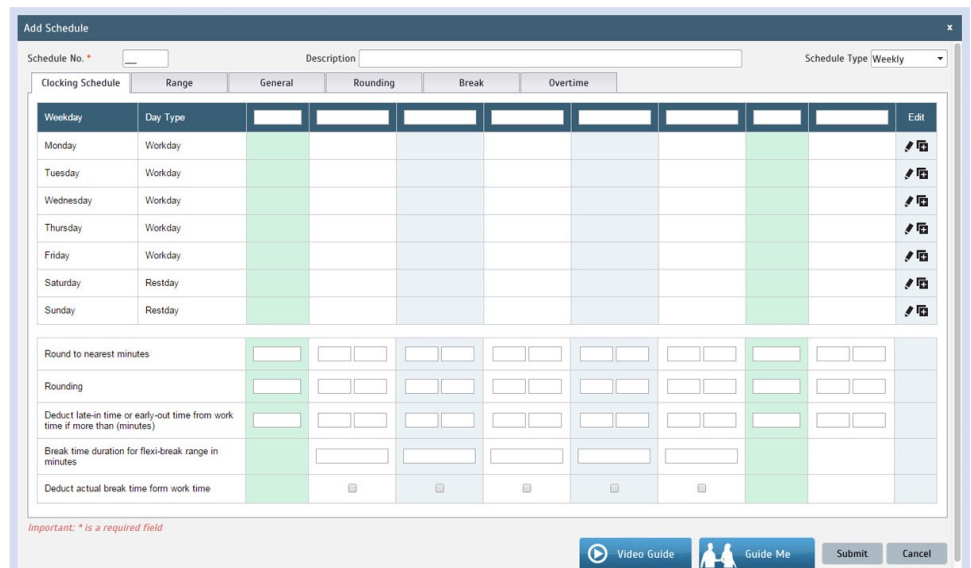 Add Schedule x
Schedule No. * __ Description Schedule Type Weekly
Clocking Schedule Range General Rounding Break Overtime
Weekday Day Type Edit
Monday Workday
Tuesday Workday
Wednesday Workday
Thursday Workday
Friday Workday
Saturday Restday
Sunday Restday
Round to nearest minutes
Rounding
Deduct late-in time or early-out time from work
time if more than (minutes)
Break time duration for flexi-break range in
minutes
Deduct actual break time form work time
Important: * is a required field
Video Guide Guide Me Submit Cancel